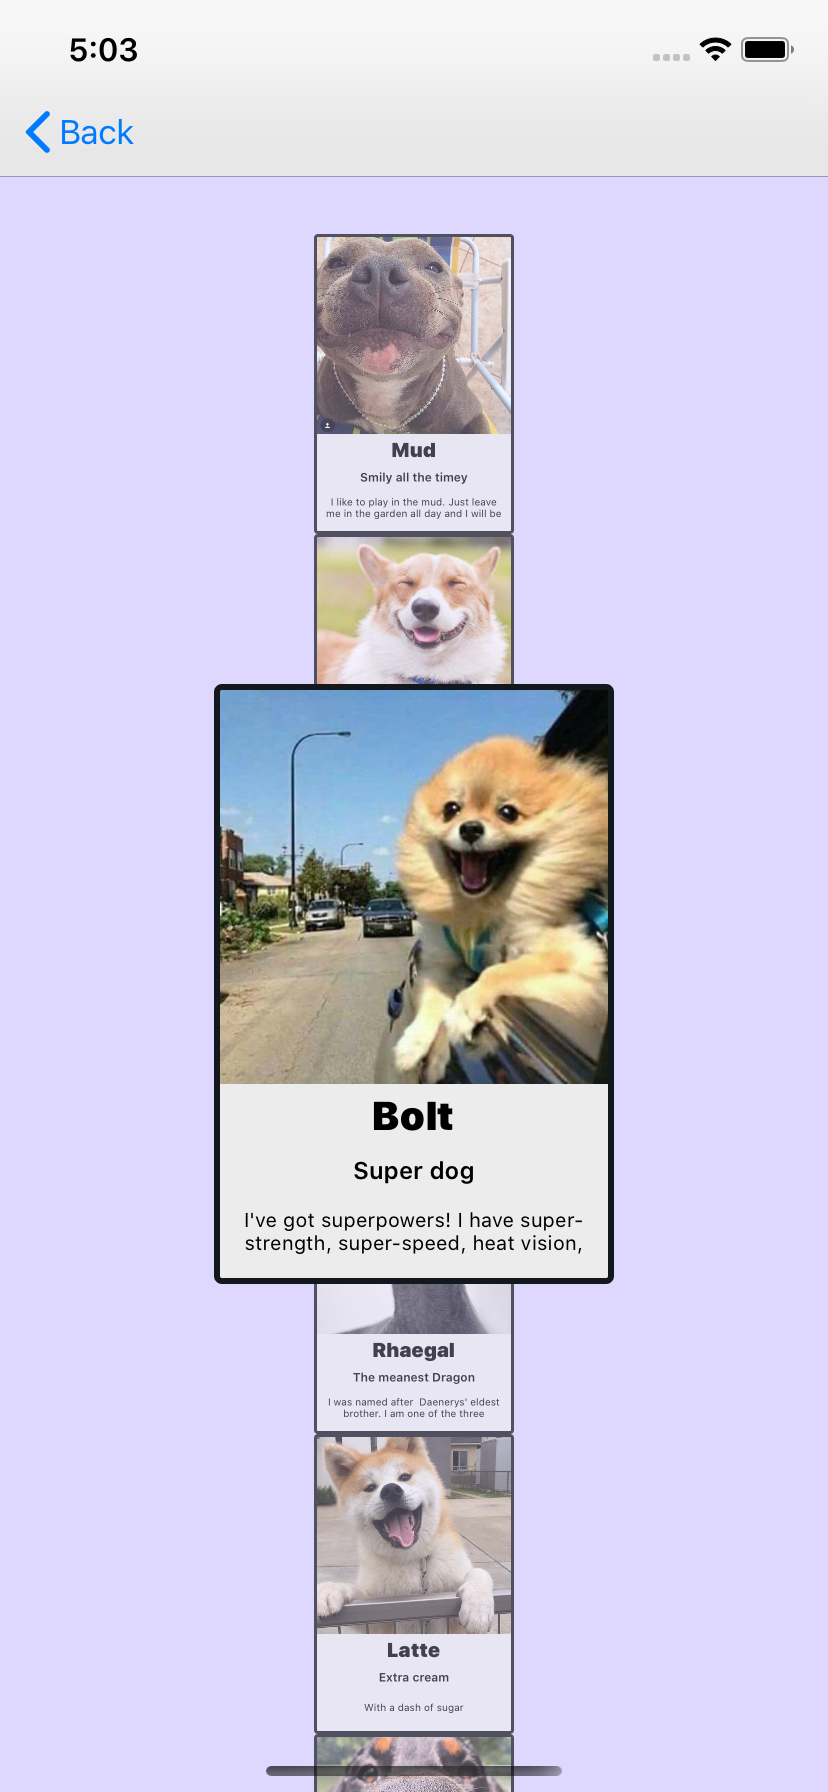 5:03
Back
Mud
Smily all the timey
I like to play in the mud. Just leave
me in the garden all day and I will be
Bolt
Super dog
I've got superpowers! I have super-
strength, super-speed, heat vision,
Rhaegal
The meanest Dragon
I was named after  Daenerys' eldest
brother. I am one of the three
Latte
Extra cream
With a dash of sugar